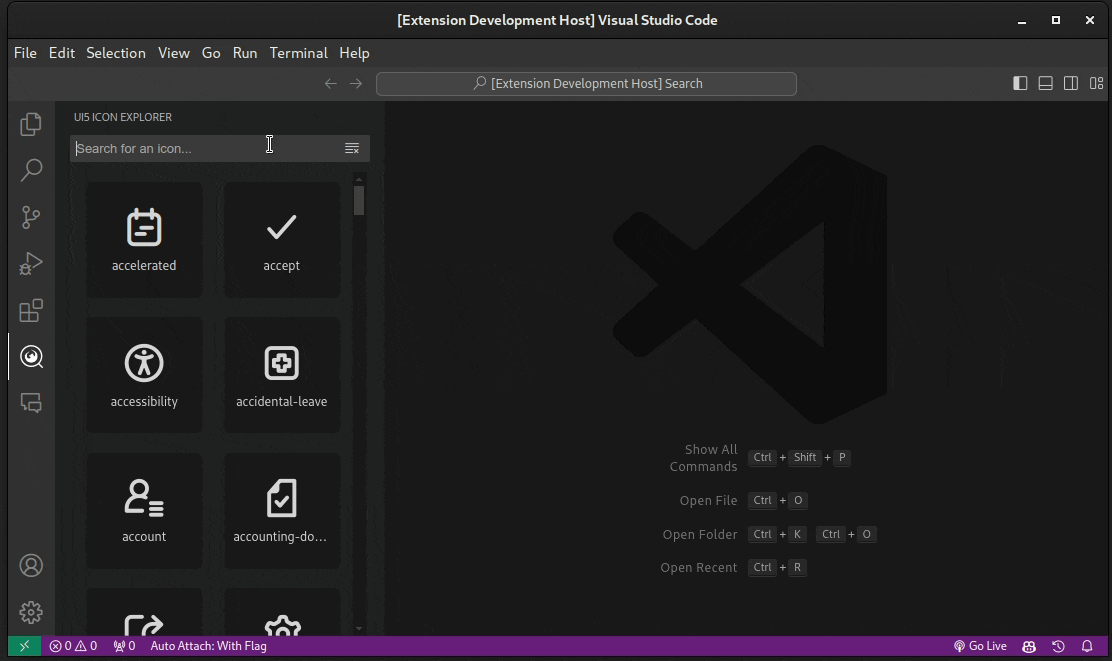 [Extension Development Host] Visual Studio Code
File Edit Selection View Go Run Terminal Help
[Extension Development Host] Search
UI5 ICON EXPLORER
Search for an icon...
accelerated
accept
accessibility
accidental-leave
account
accounting-do...
Show All
Commands
Ctrl + Shift + P
Open File
Ctrl + O
Open Folder
Ctrl + K Ctrl + O
Open Recent
Ctrl + R
0 0 0 Auto Attach: With Flag
Go Live